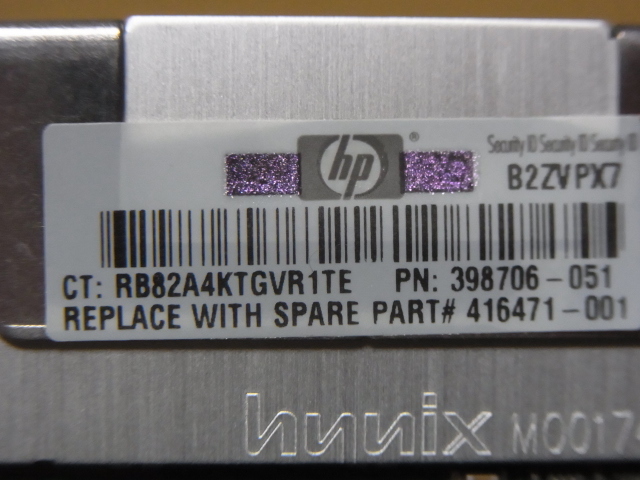 hp®
Security ID Security ID Security ID
B2ZVPX7
CT: RB82A4KTGVR1TE PN: 398706-051
REPLACE WITH SPARE PART# 416471-001
hynix M00174